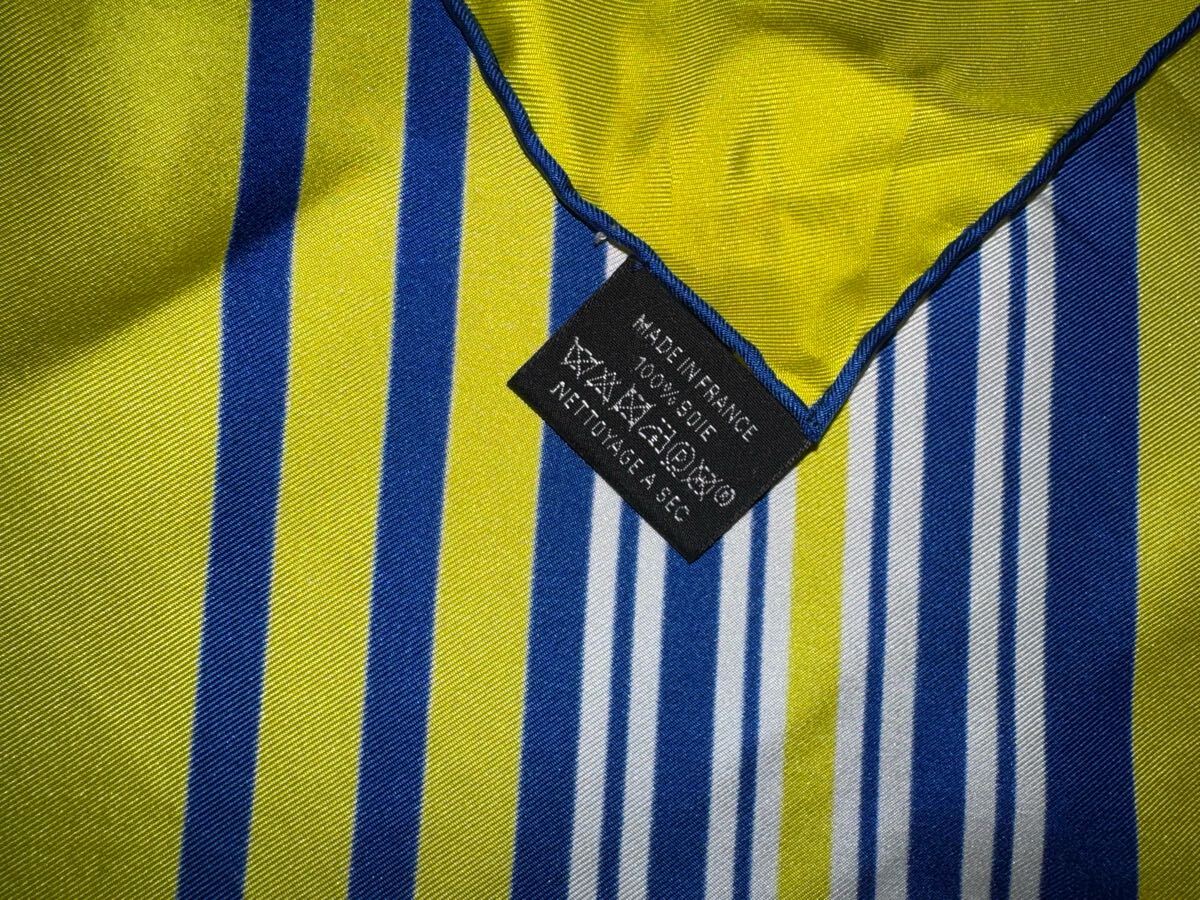 MADE IN FRANCE
100% SOIE
P
NETTOYAGE A SEC